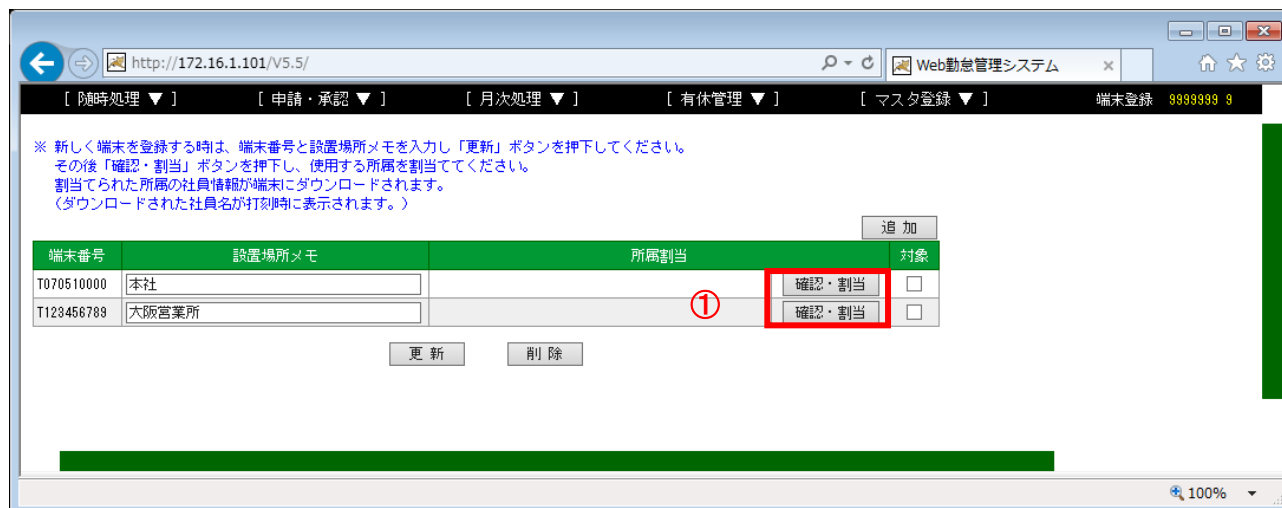 http://172.16.1.101/V5.5/
Web勤怠管理システム
[ 随時処理 ▼ ] [ 申請・承認 ▼ ] [ 月次処理 ▼ ] [ 有休管理 ▼ ] [ マスタ登録 ▼ ] 端末登録 9999999 9
※ 新しく端末を登録する時は、端末番号と設置場所メモを入力し「更新」ボタンを押下してください。
その後「確認・割当」ボタンを押下し、使用する所属を割当ててください。
割当てられた所属の社員情報が端末にダウンロードされます。
（ダウンロードされた社員名が打刻時に表示されます。）
追 加
端末番号 設置場所メモ 所属割当 対象
T070510000 本社 確認・割当
①
T123456789 大阪営業所 確認・割当
更 新 削 除
100%